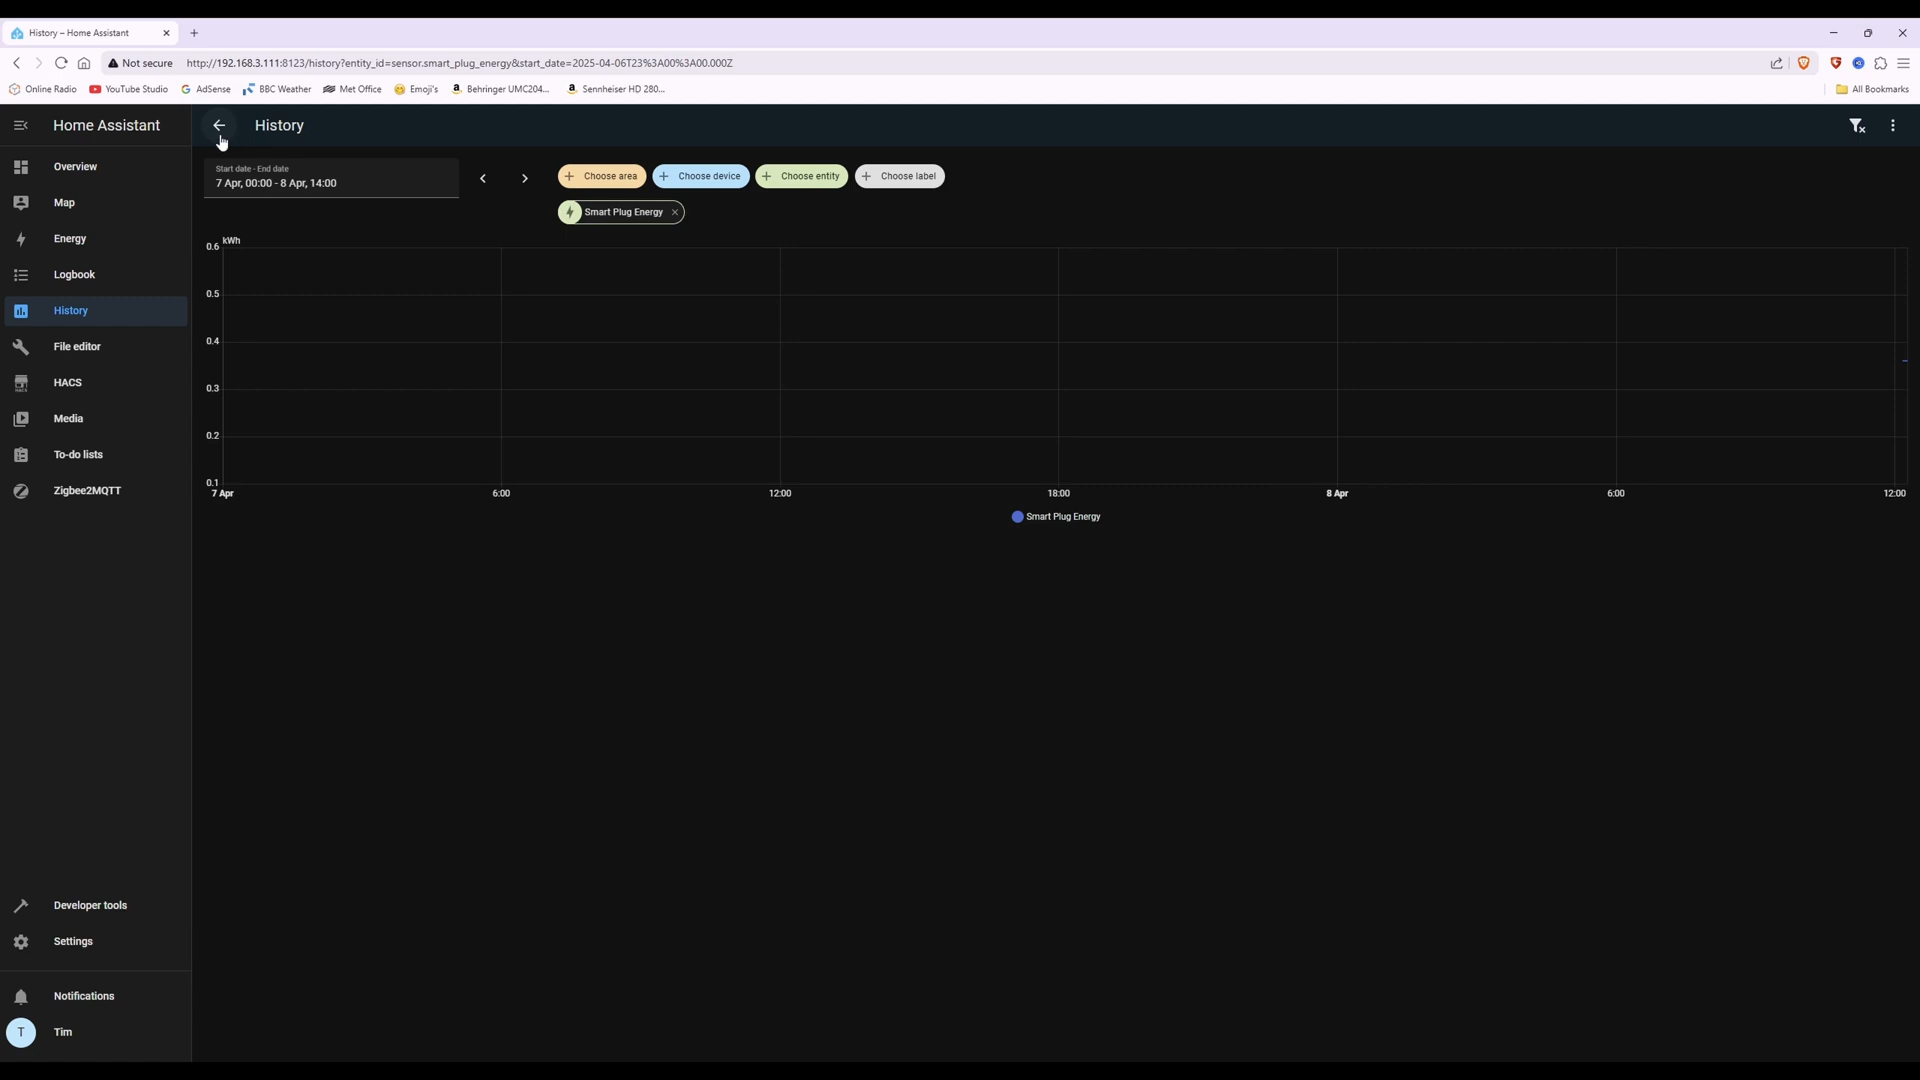 History – Home Assistant
Not secure
http://192.168.3.111:8123/history?entity_id=sensor.smart_plug_energy&start_date=2025-04-06T23%3A00%3A00.000Z
Online Radio
YouTube Studio
AdSense
BBC Weather
Met Office
Emoji's
Behringer UMC204...
Sennheiser HD 280...
All Bookmarks
Home Assistant
History
Overview
Map
Energy
Logbook
History
File editor
HACS
Media
To-do lists
Zigbee2MQTT
Developer tools
Settings
Notifications
T
Tim
Start date - End date
7 Apr, 00:00 - 8 Apr, 14:00
Choose area
Choose device
Choose entity
Choose label
Smart Plug Energy
kWh
0.6
0.5
0.4
0.3
0.2
0.1
7 Apr
6:00
12:00
18:00
8 Apr
6:00
12:00
Smart Plug Energy